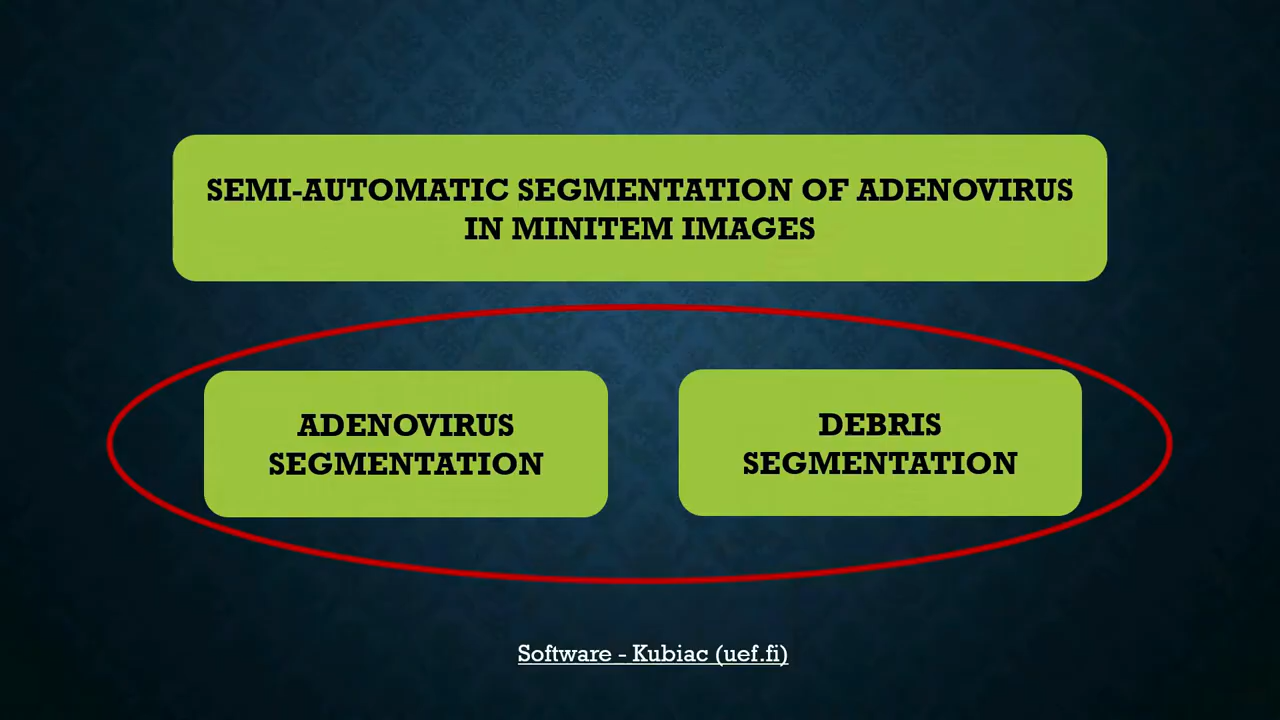 SEMI-AUTOMATIC SEGMENTATION OF ADENOVIRUS
IN MINITEM IMAGES
ADENOVIRUS
SEGMENTATION
DEBRIS
SEGMENTATION
Software - Kubiac (uef.fi)